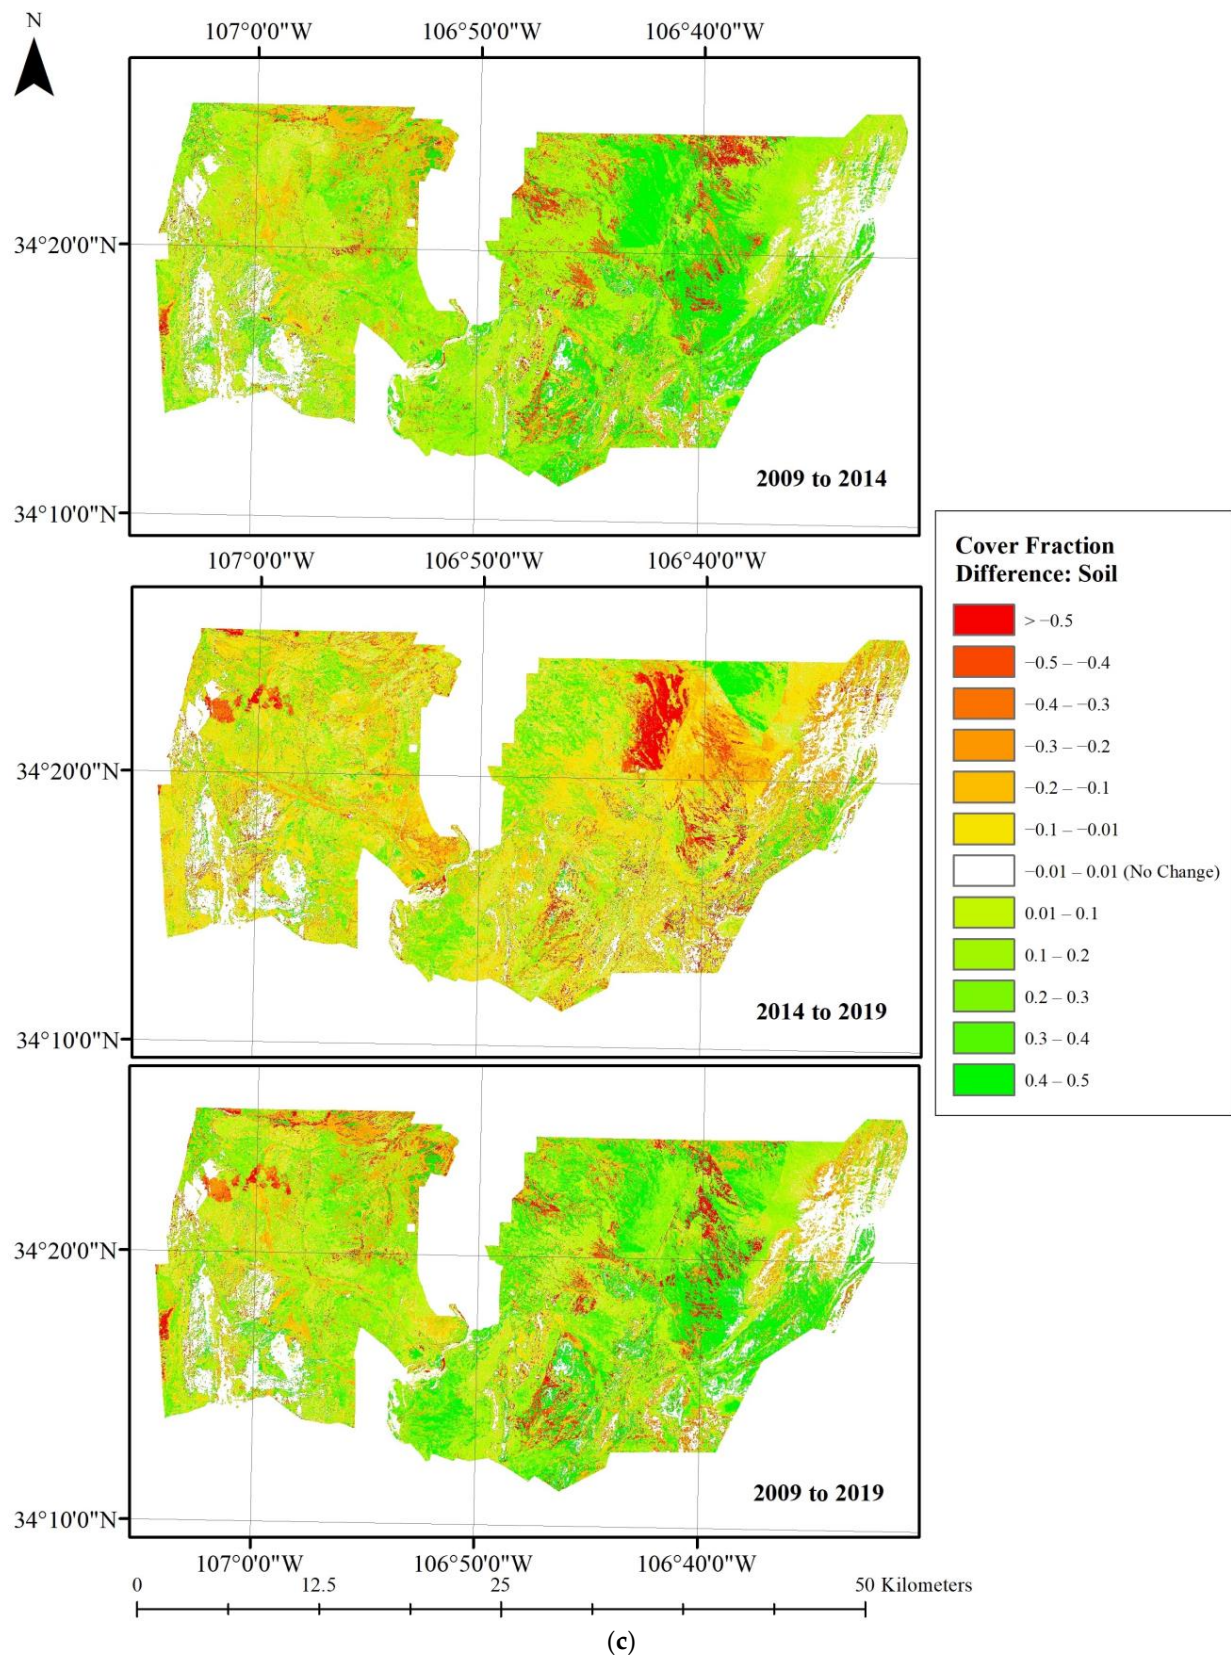 N
107°0'0"W 106°50'0"W 106°40'0"W
34°20'0"N
2009 to 2014
34°10'0"N
107°0'0"W 106°50'0"W 106°40'0"W
Cover Fraction
Difference: Soil
> −0.5
−0.5 – −0.4
−0.4 – −0.3
−0.3 – −0.2
−0.2 – −0.1
−0.1 – −0.01
−0.01 – 0.01 (No Change)
0.01 – 0.1
0.1 – 0.2
0.2 – 0.3
0.3 – 0.4
0.4 – 0.5
34°20'0"N
2014 to 2019
34°10'0"N
34°20'0"N
2009 to 2019
34°10'0"N
107°0'0"W 106°50'0"W 106°40'0"W
0 12.5 25 50 Kilometers
(c)